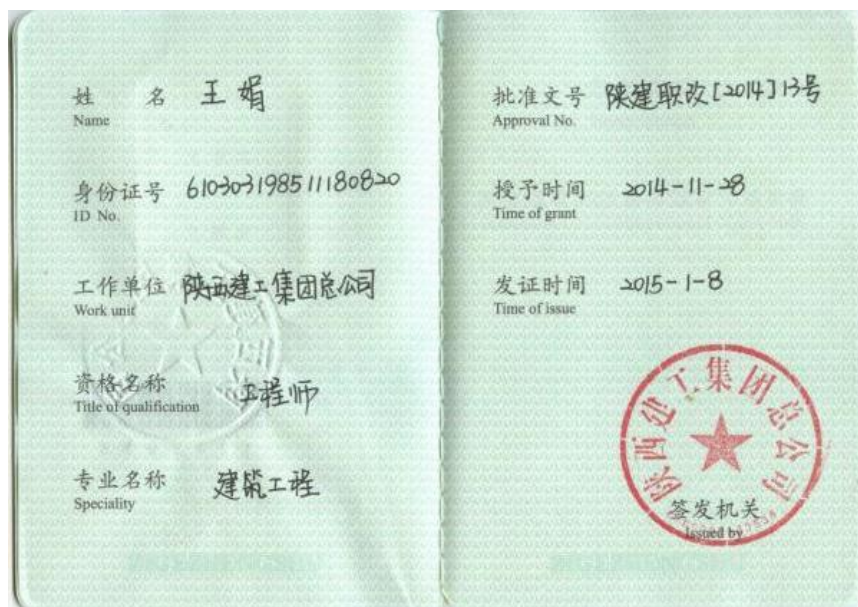 姓 名 王娟
Name
身份证号 610303198511180820
ID No.
工作单位 陕西建工集团总公司
Work unit
资格名称 工程师
Title of qualification
专业名称 建筑工程
Speciality
批准文号 陕建职改[2014]13号
Approval No.
授予时间 2014-11-28
Time of grant
发证时间 2015-1-8
Time of issue
陕西建工集团总公司
签发机关
Issued by